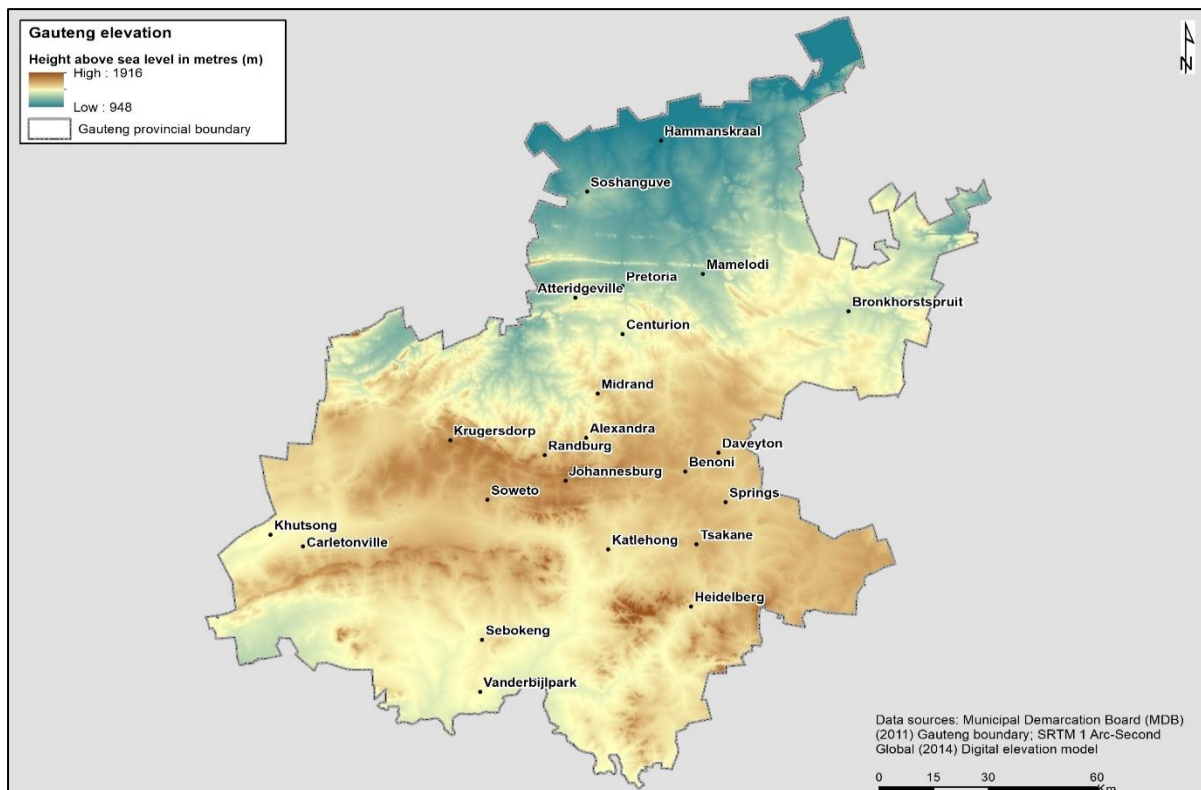 Gauteng elevation
Height above sea level in metres (m)
High : 1916
Low : 948
Gauteng provincial boundary
N
Hammanskraal
Soshanguve
Mamelodi
Pretoria
Atteridgeville
Bronkhorstspruit
Centurion
Midrand
Alexandra
Krugersdorp
Randburg
Daveyton
Benoni
Johannesburg
Soweto
Springs
Khutsong
Carletonville
Katlehong
Tsakane
Heidelberg
Sebokeng
Vanderbijlpark
Data sources: Municipal Demarcation Board (MDB)
(2011) Gauteng boundary; SRTM 1 Arc-Second
Global (2014) Digital elevation model
0 15 30 60
Km